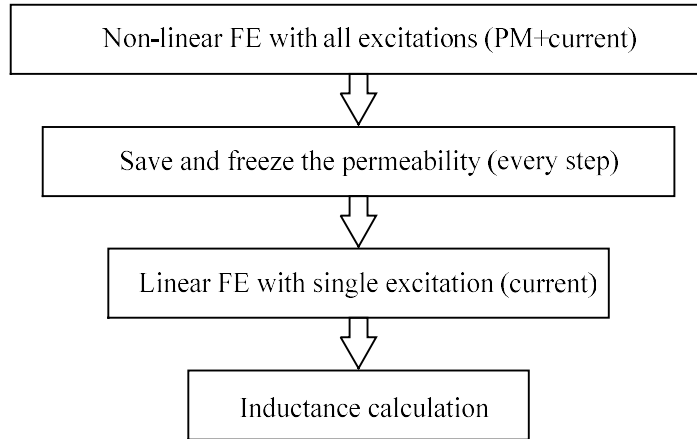 Non-linear FE with all excitations (PM+current)
Save and freeze the permeability (every step)
Linear FE with single excitation (current)
Inductance calculation